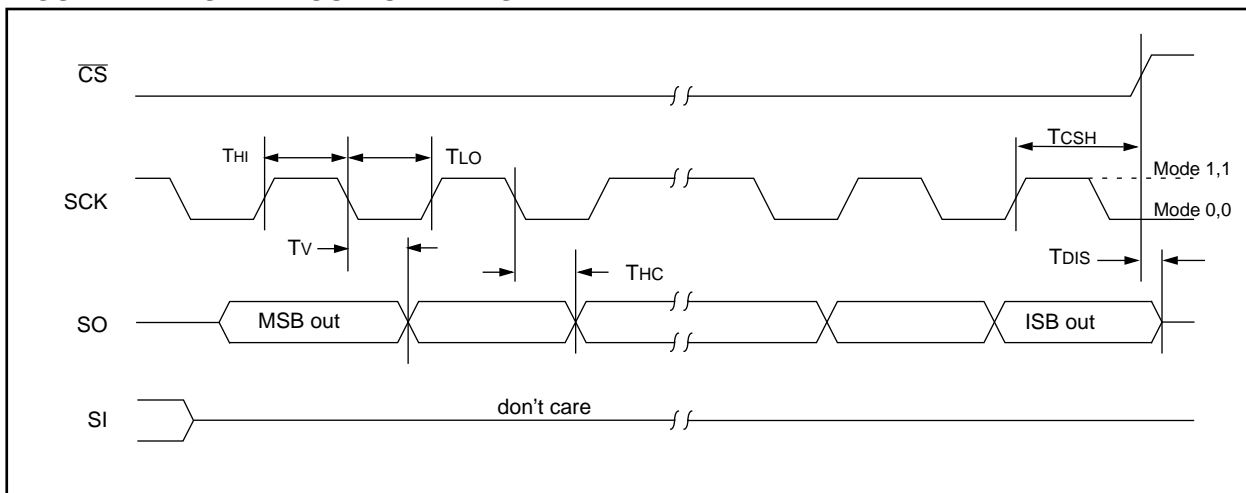 CS
THI
TLO
TCSH
SCK
Mode 1,1
Mode 0,0
TV
THC
TDIS
SO
MSB out
ISB out
SI
don't care